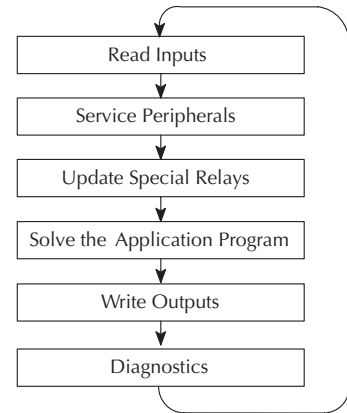 Read Inputs
Service Peripherals
Update Special Relays
Solve the Application Program
Write Outputs
Diagnostics